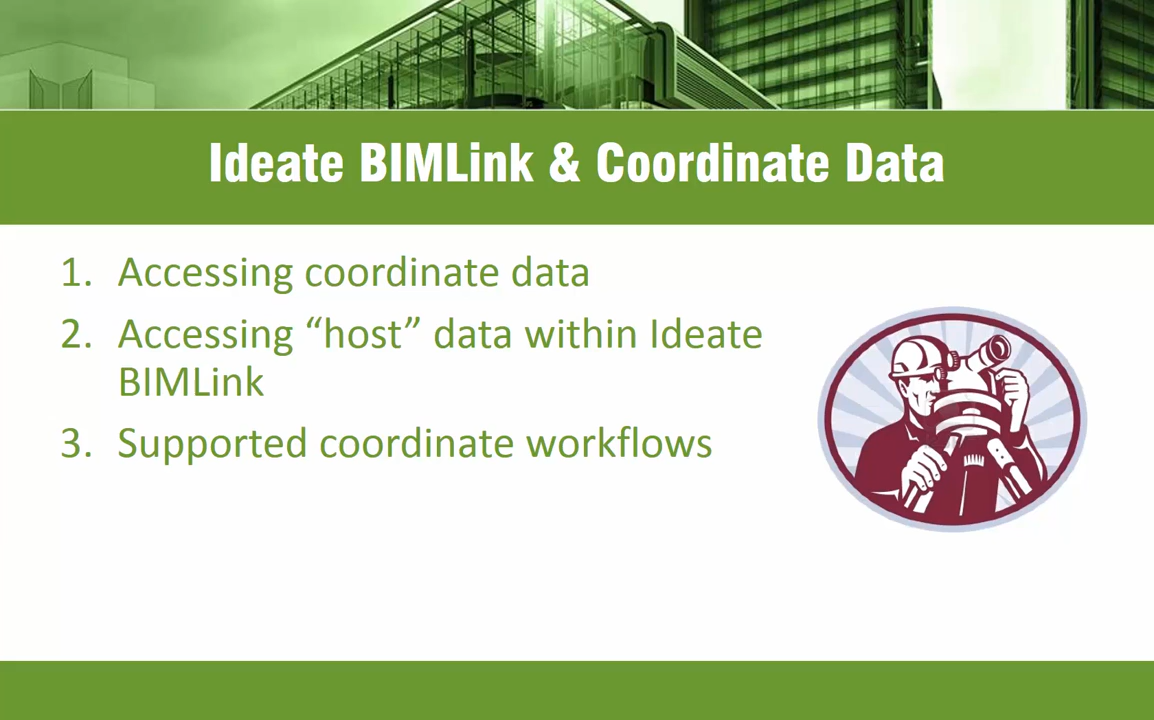 Ideate BIMLink & Coordinate Data
1. Accessing coordinate data
2. Accessing “host” data within Ideate
BIMLink
3. Supported coordinate workflows